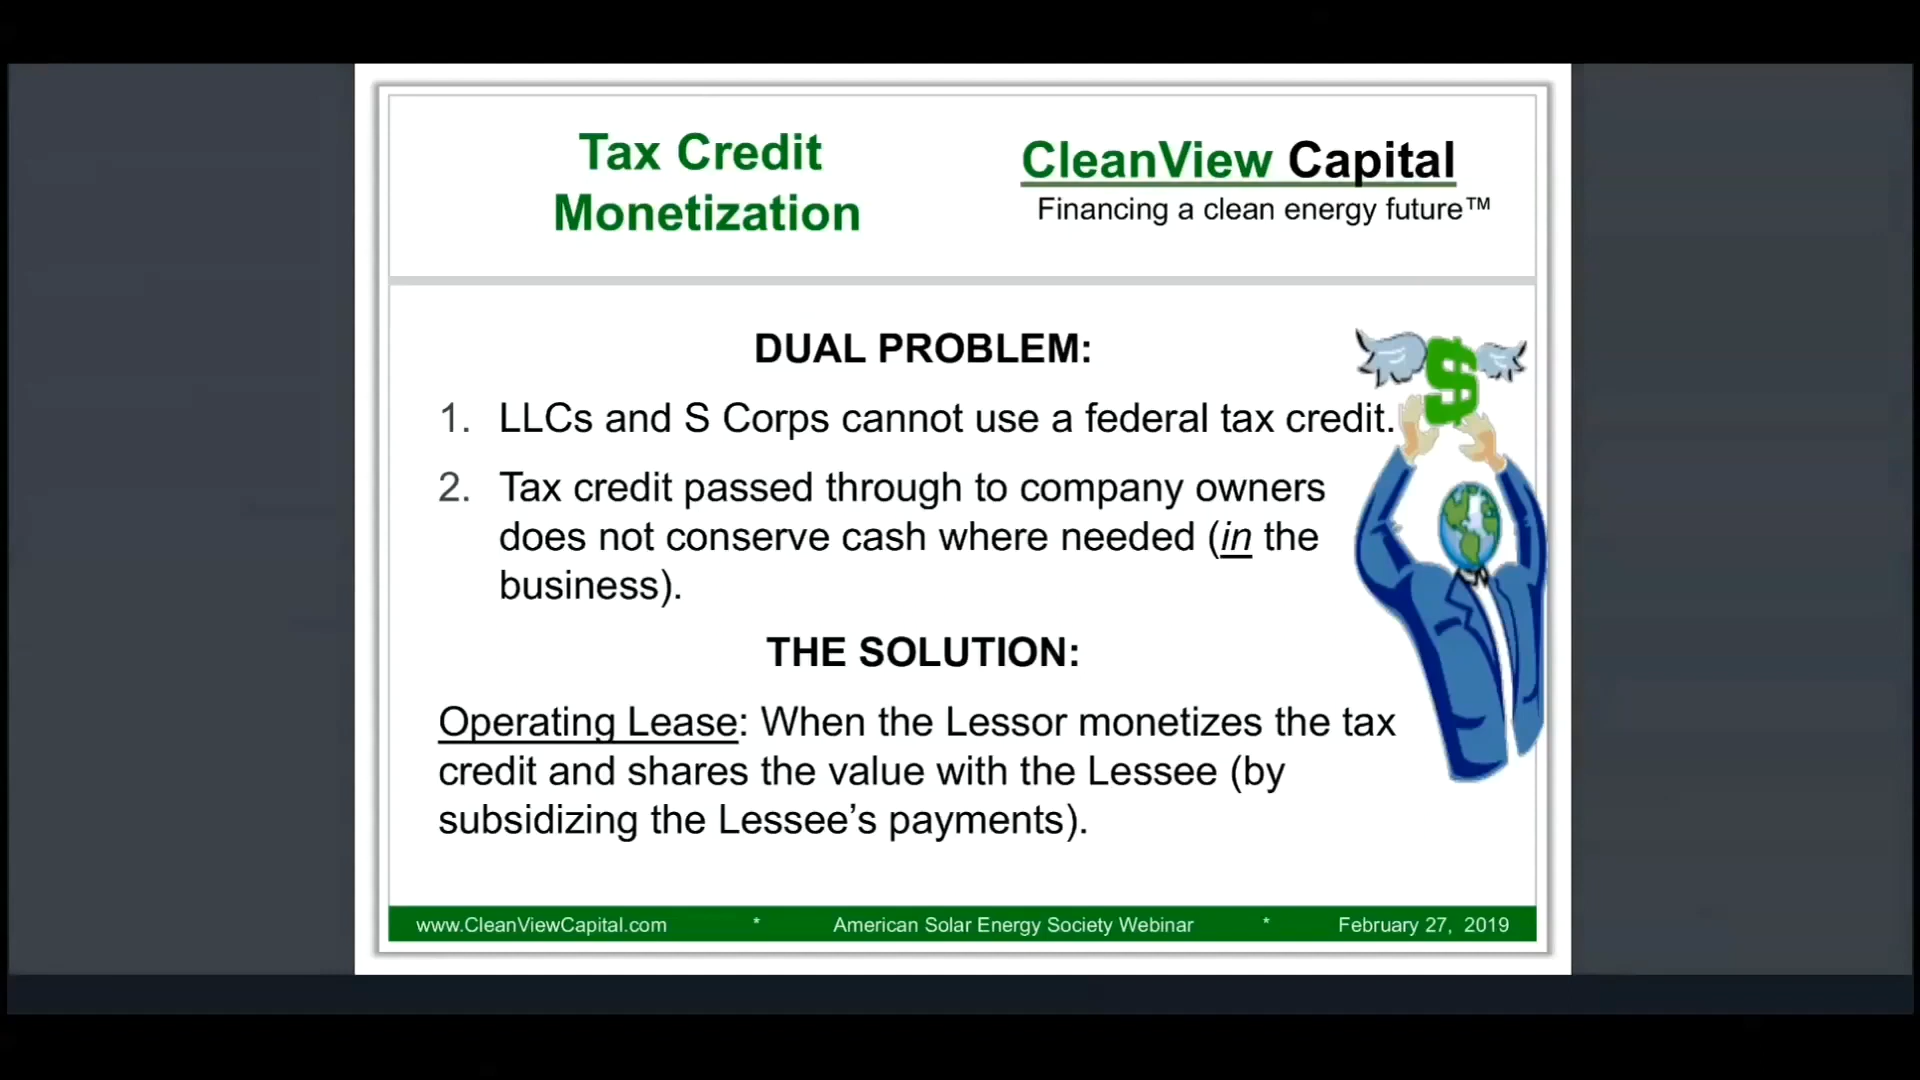 Tax Credit
Monetization
CleanView Capital
Financing a clean energy future™
DUAL PROBLEM:
1. LLCs and S Corps cannot use a federal tax credit.
2. Tax credit passed through to company owners
does not conserve cash where needed (in the
business).
THE SOLUTION:
Operating Lease: When the Lessor monetizes the tax
credit and shares the value with the Lessee (by
subsidizing the Lessee’s payments).
www.CleanViewCapital.com * American Solar Energy Society Webinar * February 27, 2019